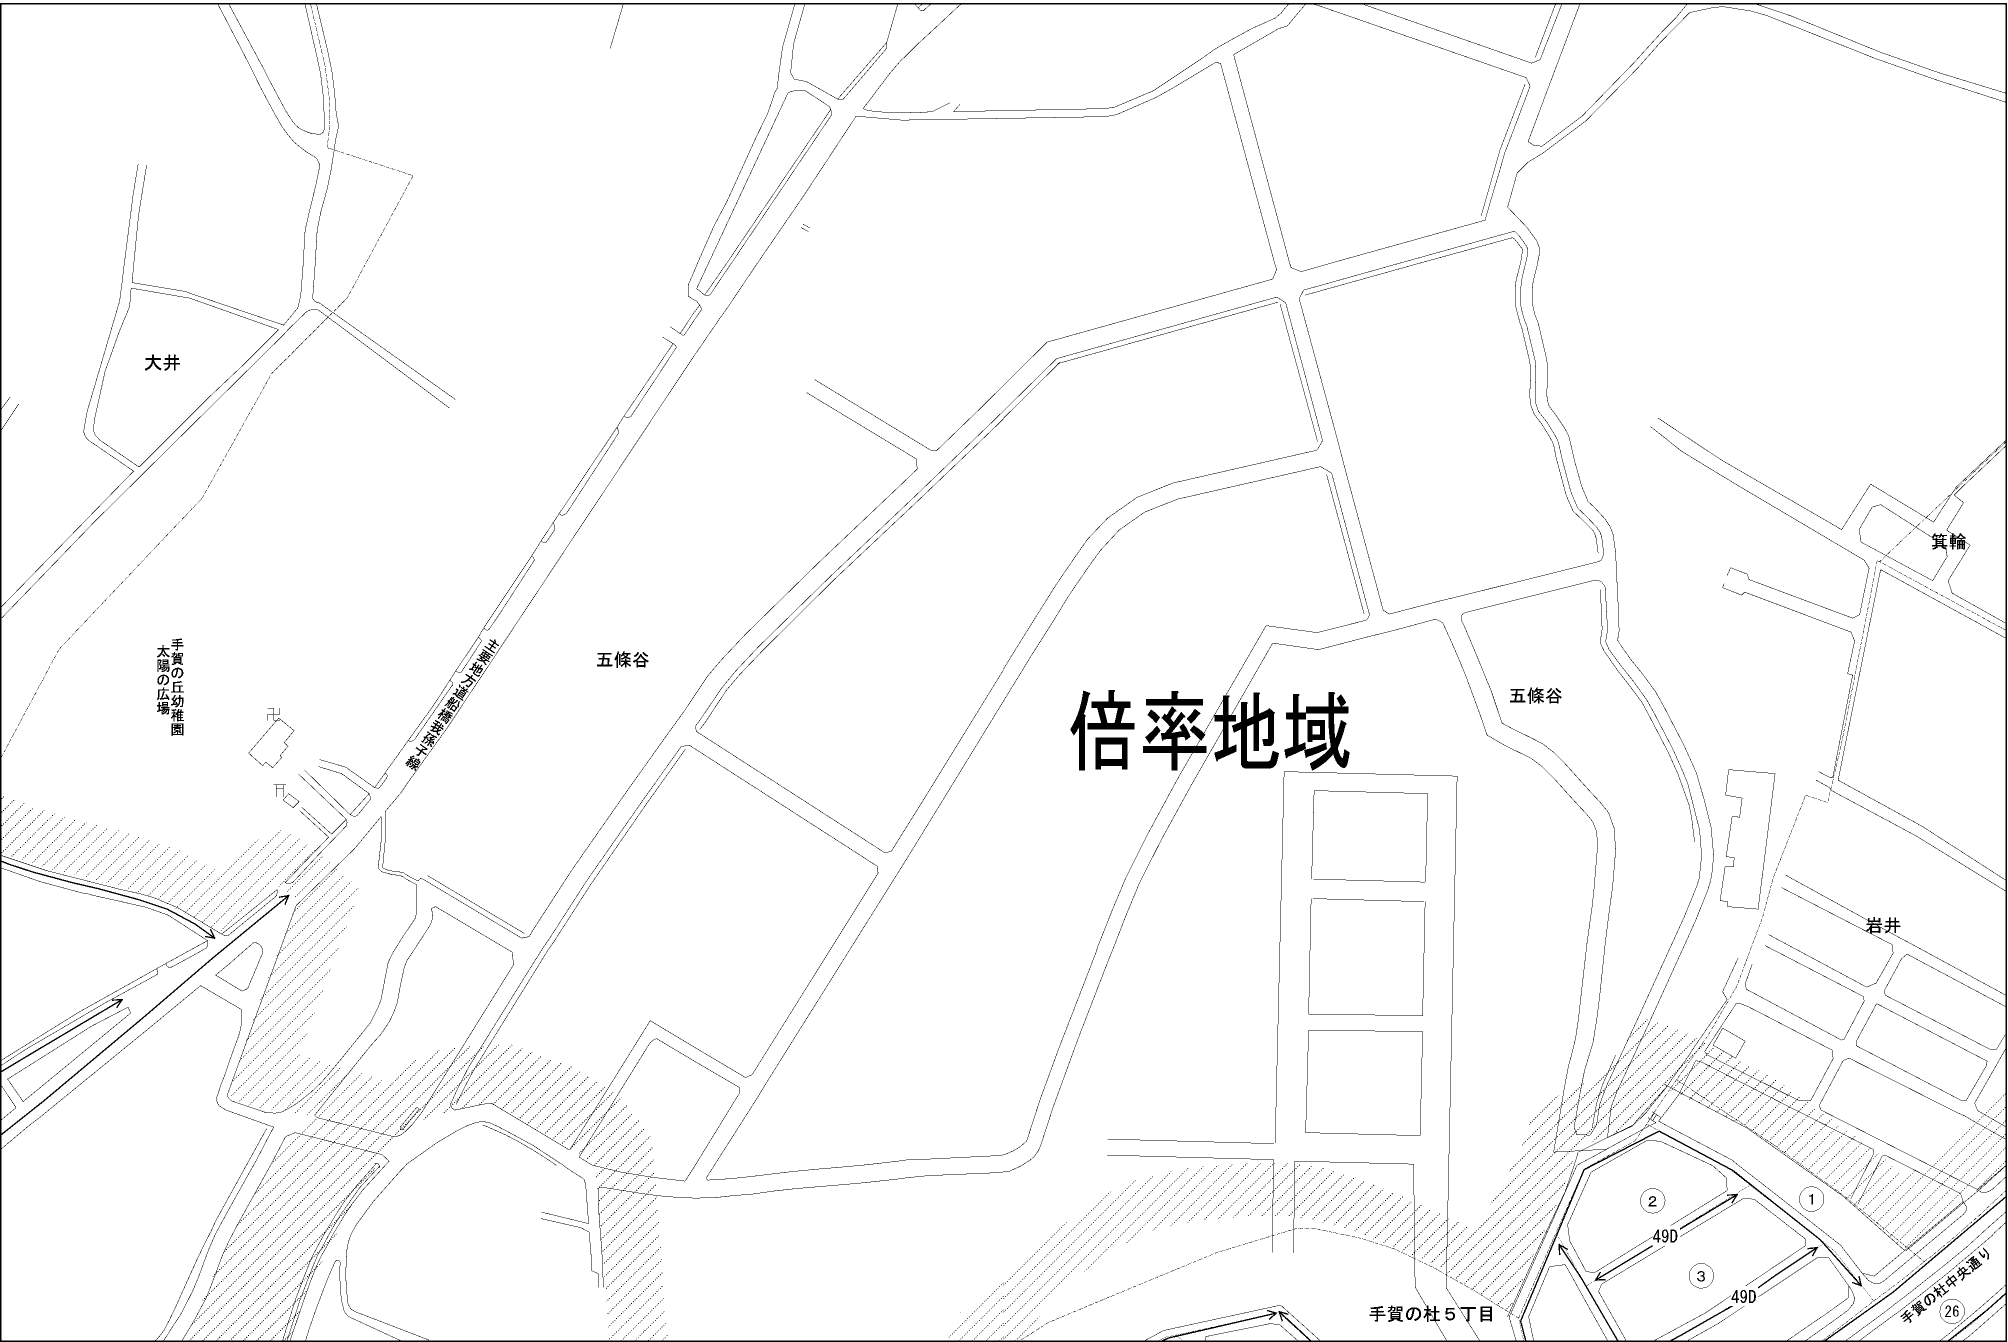 大井
箕輪
手賀の丘幼稚園
太陽の広場
主要地方道船橋我孫子線
五條谷
五條谷
倍率地域
岩井
2
1
49D
3
49D
手賀の杜中央通り
手賀の杜5丁目
26